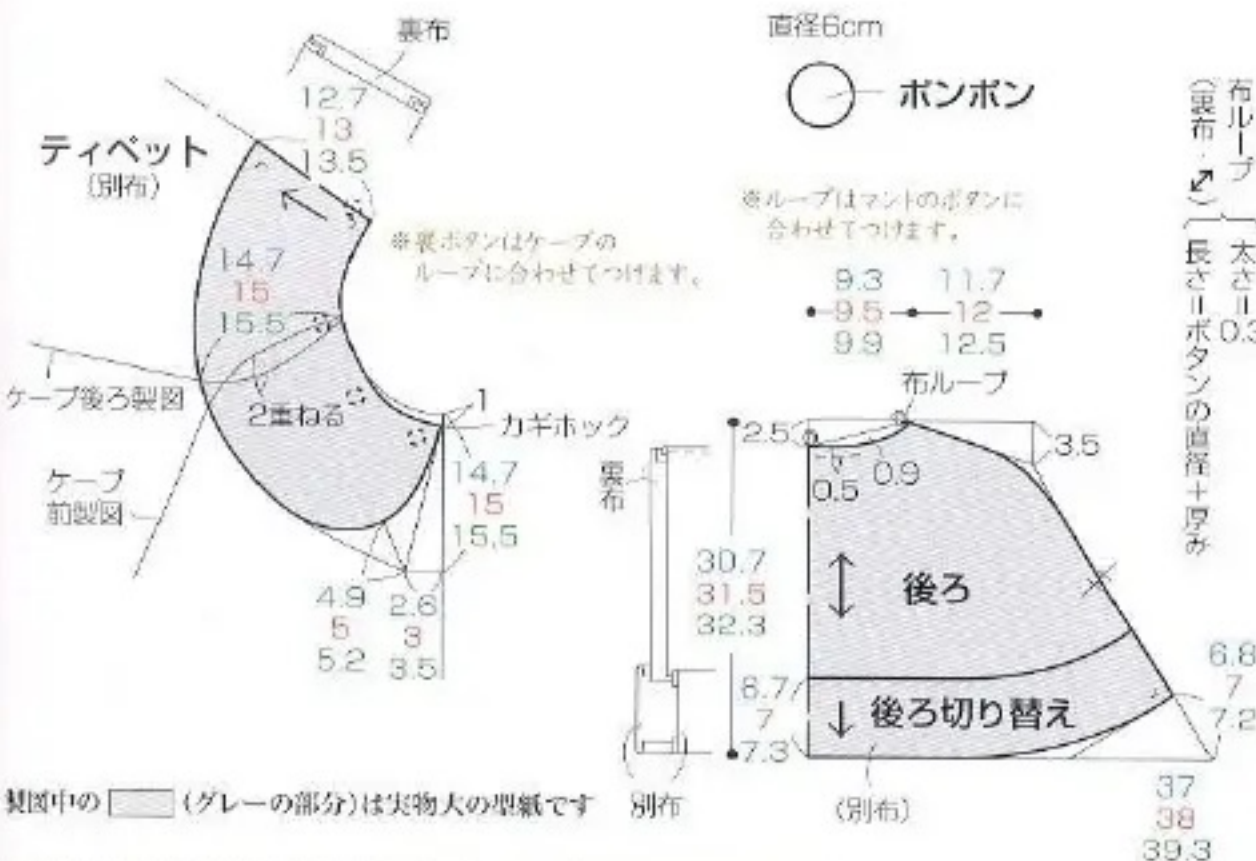 裏布
12.7
13
13.5
ティペット
(別布)
14.7
15
15.5
※裏ボタンはケープの
ループに合わせてつけます。
ケープ後ろ製図
2重ねる
ケープ
前製図
1
カギホック
14.7
15
15.5
4.9
5
5.2
2.6
3
3.5
直径6cm
ボンボン
※ループはマントのボタンに
合わせてつけます。
9.3
9.5
9.9
11.7
12
12.5
布ループ
2.5
3.5
0.5
0.9
裏布
30.7
31.5
32.3
後ろ
6.7
7
7.3
後ろ切り替え
6.8
7
7.2
別布
(別布)
37
38
39.3
布ループ
(裏布・)
太さ=0.3
長さ=ボタンの直径+厚み
製図中の (グレーの部分)は実物大の型紙です